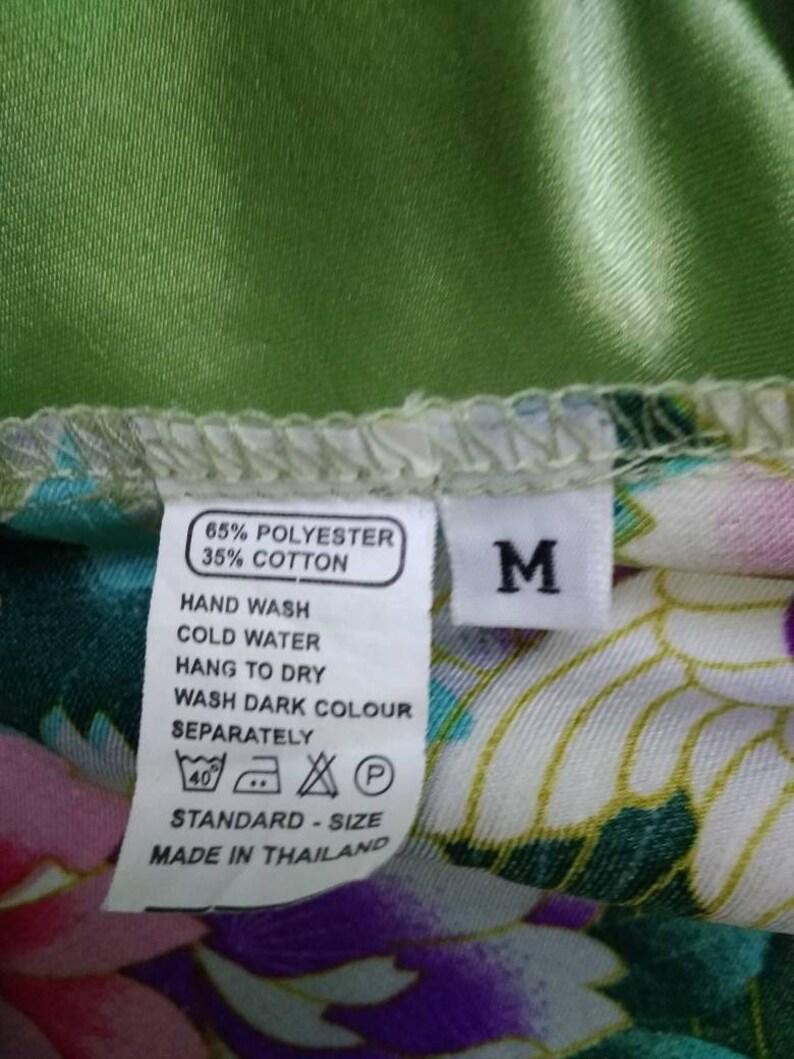 65% POLYESTER
35% COTTON
M
HAND WASH
COLD WATER
HANG TO DRY
WASH DARK COLOUR
SEPARATELY
40° P
STANDARD - SIZE
MADE IN THAILAND